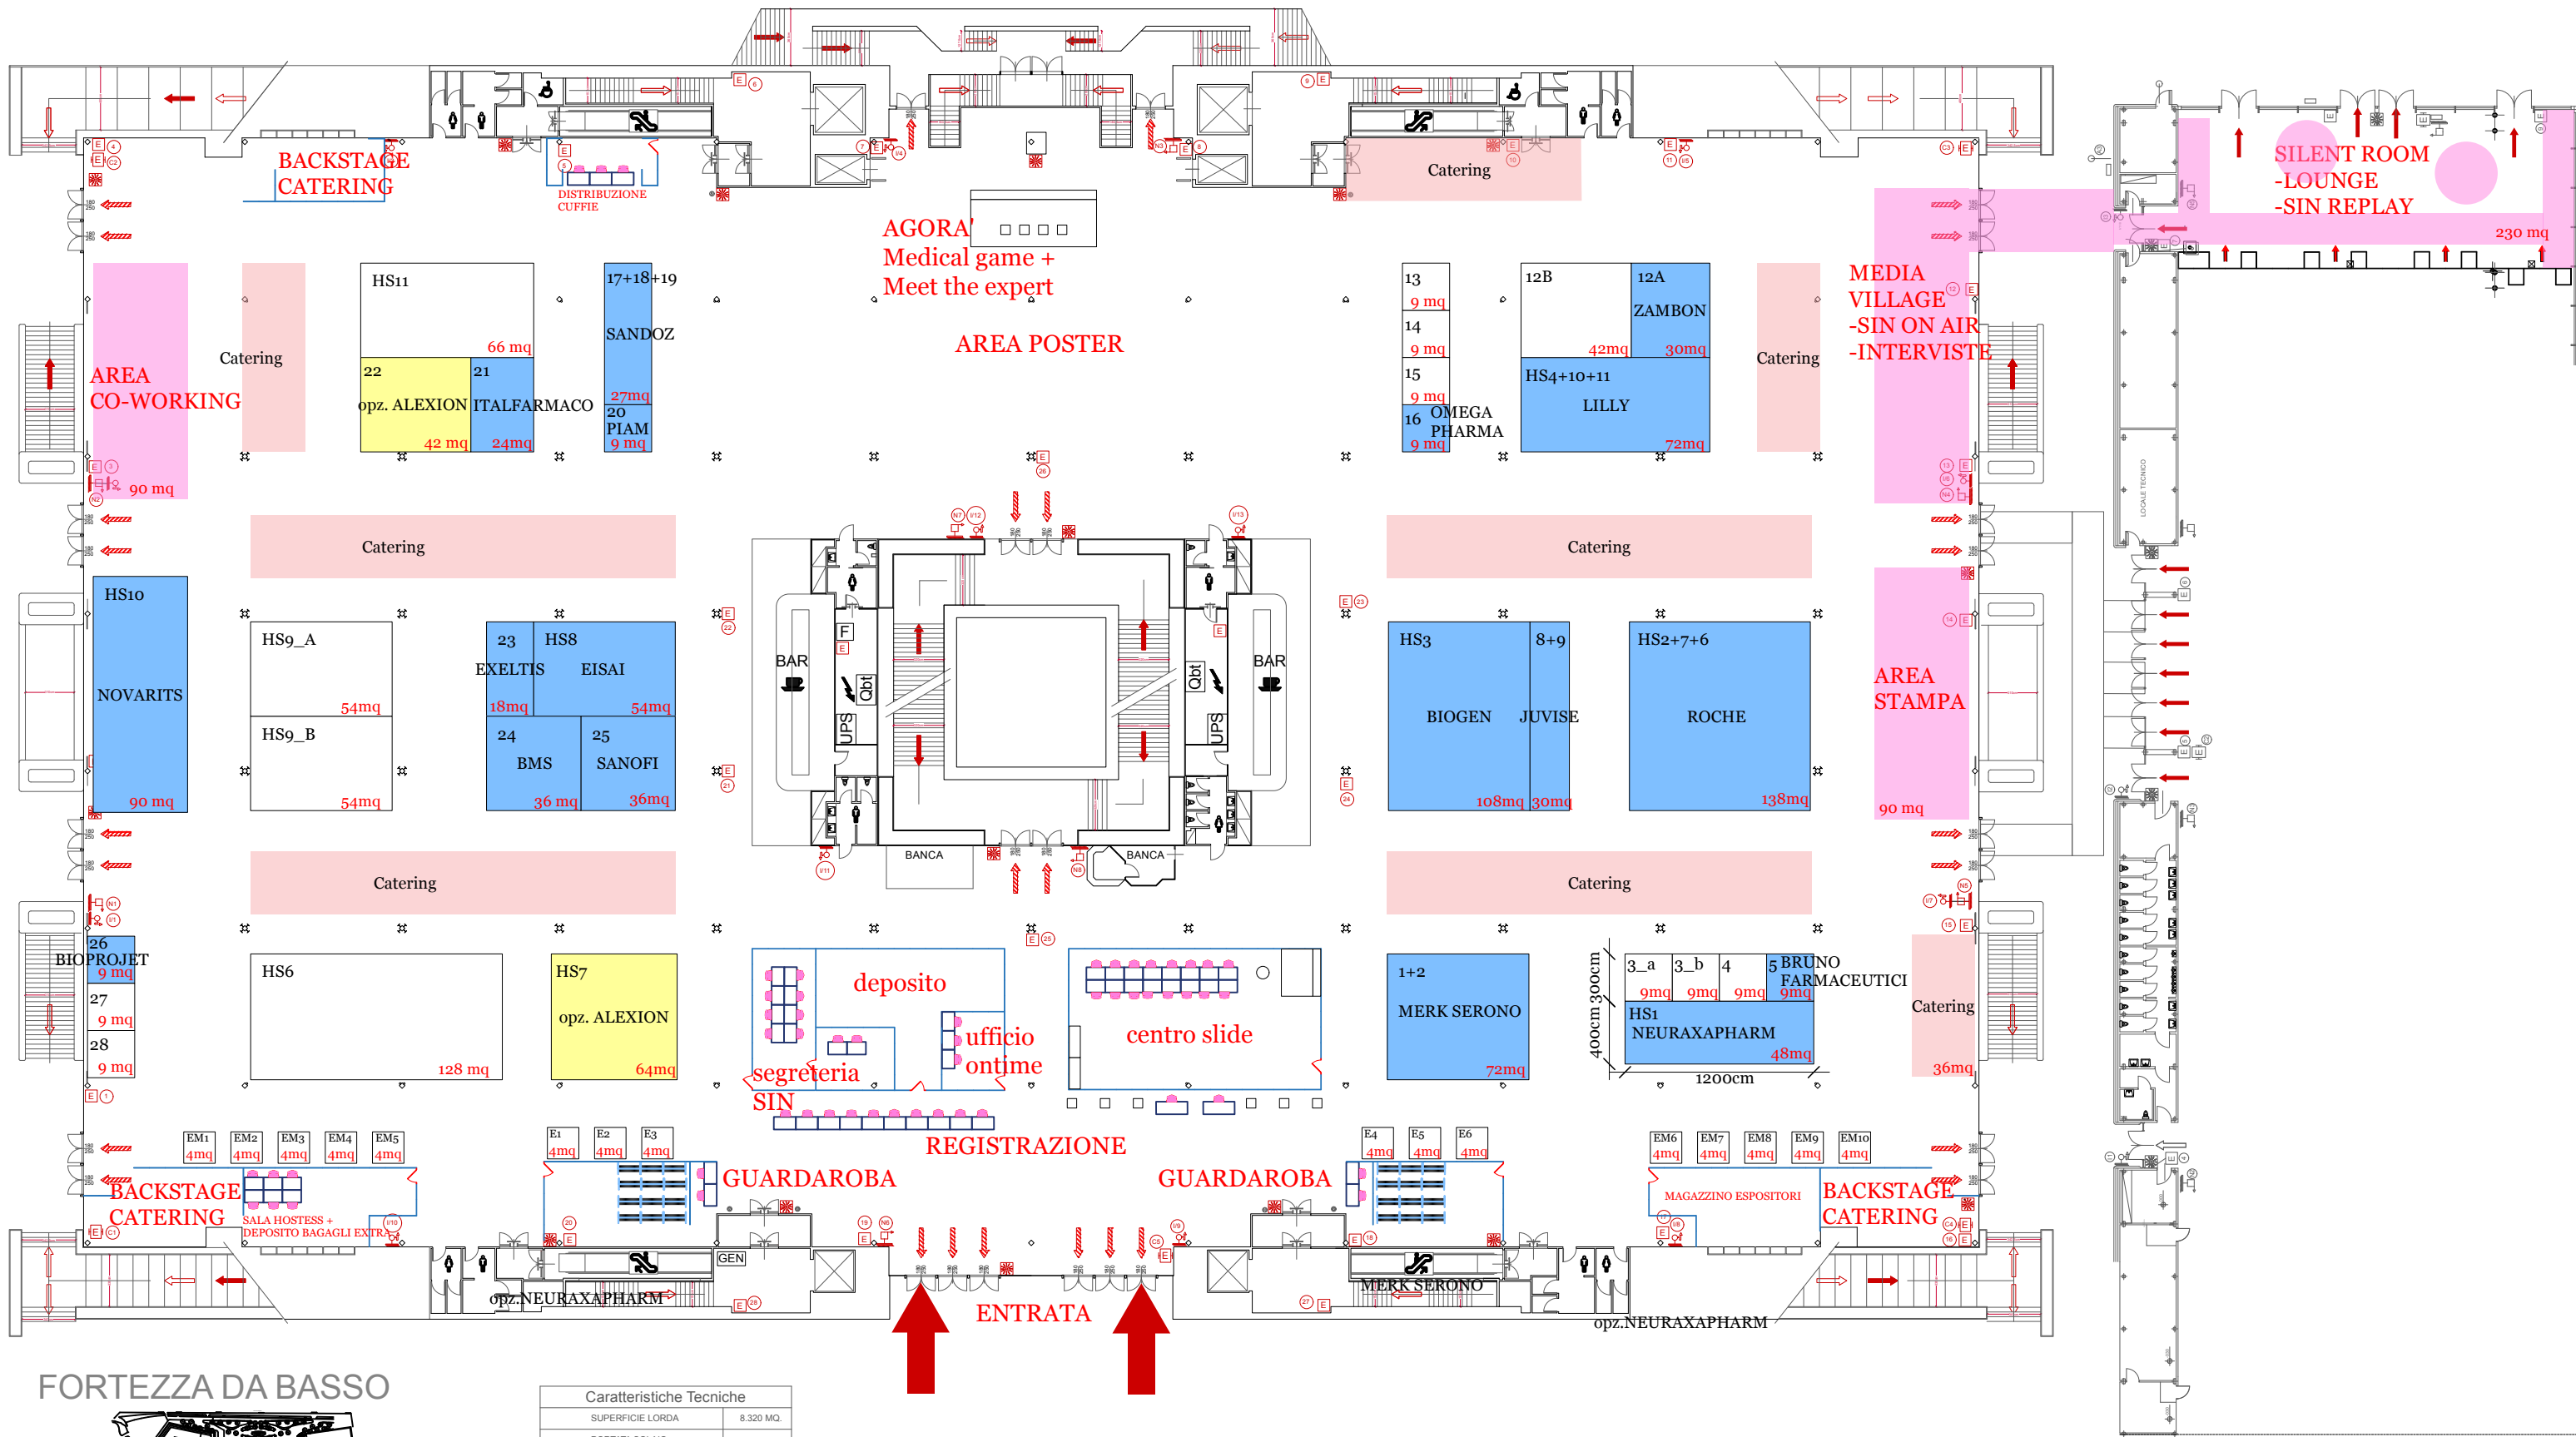 BACKSTAGE
CATERING
DISTRIBUZIONE
CUFFIE
AGORA'
Medical game +
Meet the expert
AREA POSTER
Catering
SILENT ROOM
-LOUNGE
-SIN REPLAY
230 mq
MEDIA
VILLAGE
-SIN ON AIR
-INTERVISTE
AREA
CO-WORKING
90 mq
Catering
HS11
66 mq
22
opz. ALEXION
42 mq
21
ITALFARMACO
24mq
17+18+19
SANDOZ
27mq
20
PIAM
9 mq
13
9 mq
14
9 mq
15
9 mq
16
OMEGA
PHARMA
9 mq
12B
42mq
12A
ZAMBON
30mq
HS4+10+11
LILLY
72mq
Catering
Catering
Catering
LOCALE TECNICO
HS10
NOVARITS
90 mq
HS9_A
54mq
HS9_B
54mq
23
EXELTIS
18mq
HS8
EISAI
54mq
24
BMS
36 mq
25
SANOFI
36mq
BAR
F
Qbt
UPS
BAR
Qbt
UPS
BANCA
BANCA
HS3
BIOGEN
108mq
8+9
JUVISE
30mq
HS2+7+6
ROCHE
138mq
AREA
STAMPA
90 mq
Catering
Catering
26
BIOPROJET
9 mq
27
9 mq
28
9 mq
HS6
128 mq
HS7
opz. ALEXION
64mq
deposito
ufficio
ontime
segreteria
SIN
centro slide
1+2
MERK SERONO
72mq
300cm
400cm
3_a
9mq
3_b
9mq
4
9mq
5
BRUNO
FARMACEUTICI
9mq
HS1
NEURAXAPHARM
48mq
1200cm
Catering
36mq
EM1
4mq
EM2
4mq
EM3
4mq
EM4
4mq
EM5
4mq
E1
4mq
E2
4mq
E3
4mq
REGISTRAZIONE
E4
4mq
E5
4mq
E6
4mq
EM6
4mq
EM7
4mq
EM8
4mq
EM9
4mq
EM10
4mq
BACKSTAGE
CATERING
SALA HOSTESS +
DEPOSITO BAGAGLI EXTRA
GUARDAROBA
GUARDAROBA
MAGAZZINO ESPOSITORI
BACKSTAGE
CATERING
GEN
opz.NEURAXAPHARM
ENTRATA
MERK SERONO
opz.NEURAXAPHARM
FORTEZZA DA BASSO
Caratteristiche Tecniche
SUPERFICIE LORDA 8.320 MQ.